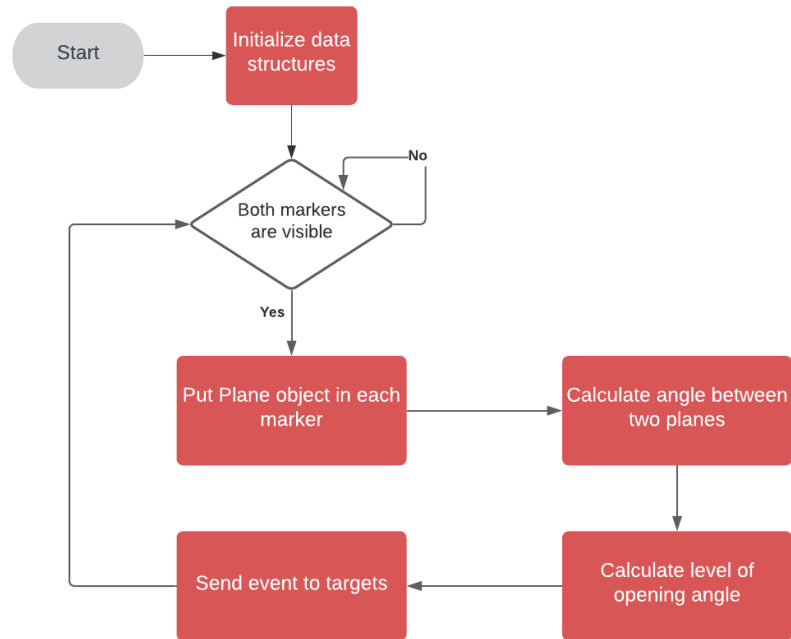 Start
Initialize data
structures
No
Both markers
are visible
Yes
Put Plane object in each
marker
Calculate angle between
two planes
Send event to targets
Calculate level of
opening angle